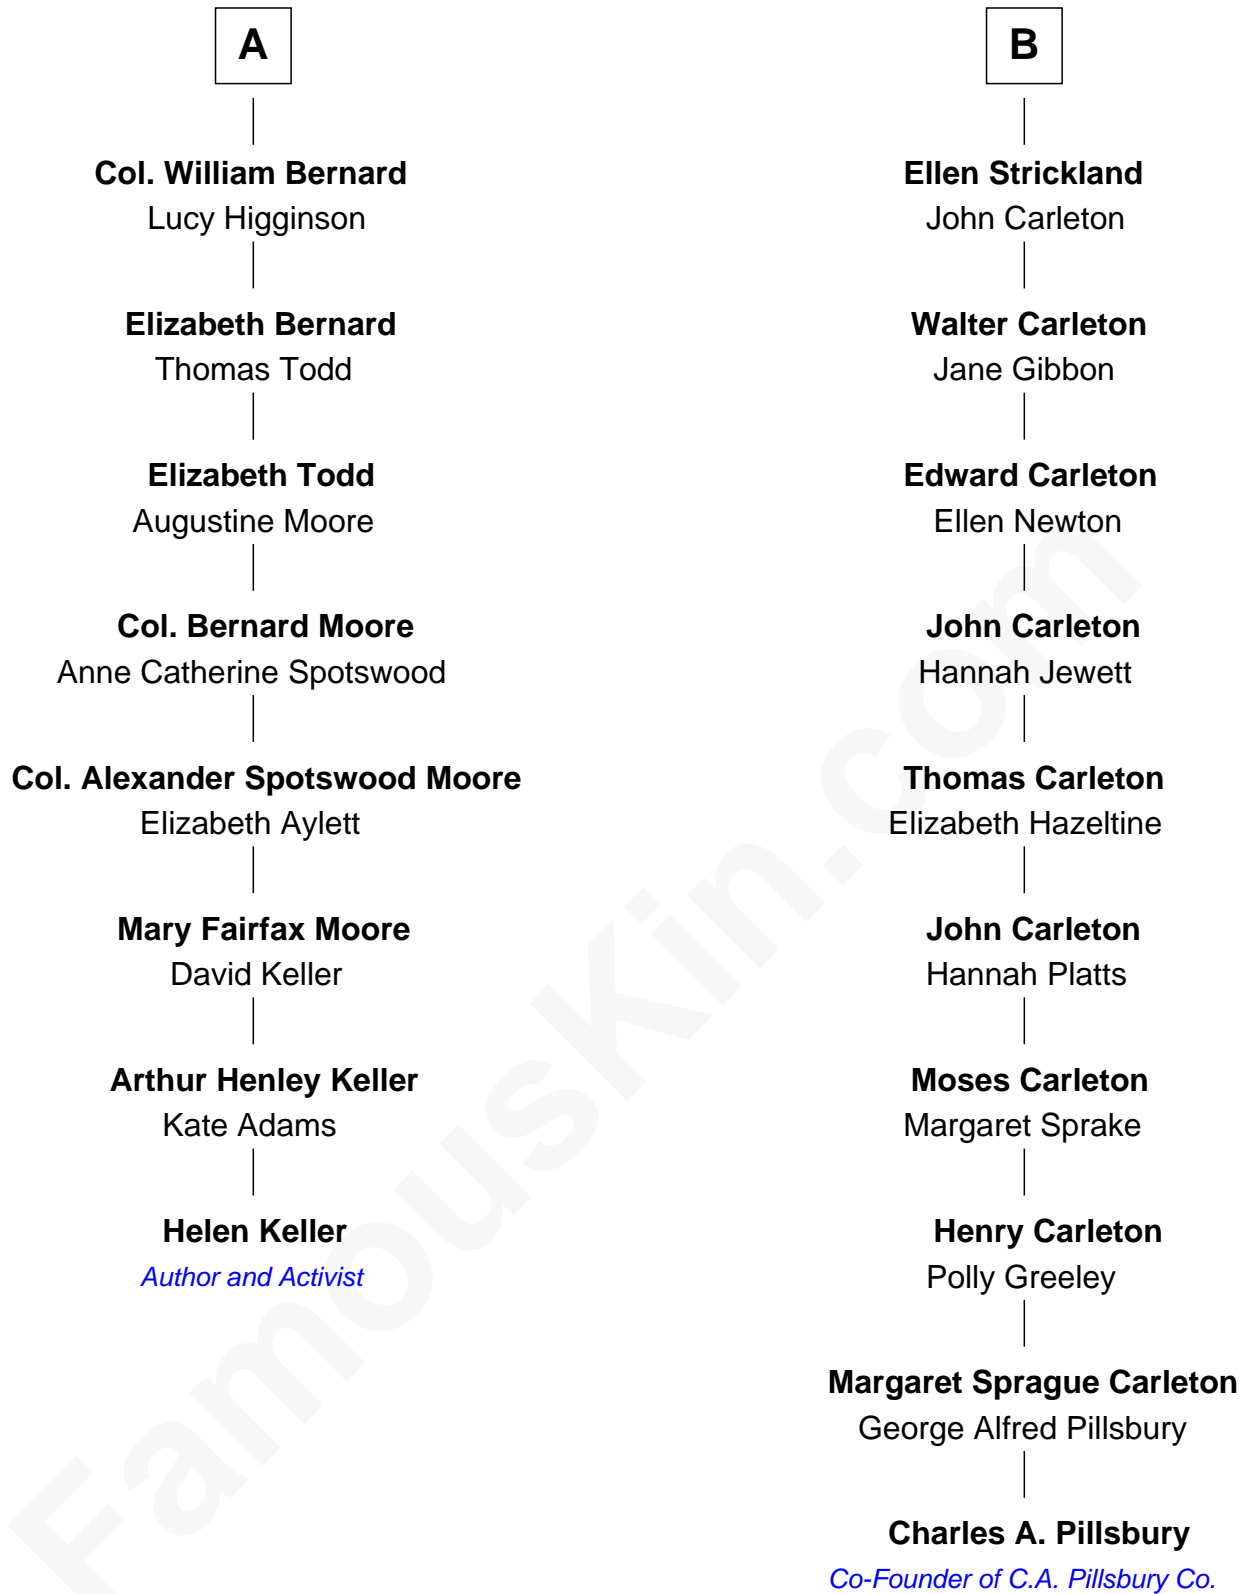 A
Col. William Bernard
Lucy Higginson
Elizabeth Bernard
Thomas Todd
Elizabeth Todd
Augustine Moore
Col. Bernard Moore
Anne Catherine Spotswood
Col. Alexander Spotswood Moore
Elizabeth Aylett
Mary Fairfax Moore
David Keller
Arthur Henley Keller
Kate Adams
Helen Keller
Author and Activist
B
Ellen Strickland
John Carleton
Walter Carleton
Jane Gibbon
Edward Carleton
Ellen Newton
John Carleton
Hannah Jewett
Thomas Carleton
Elizabeth Hazeltine
John Carleton
Hannah Platts
Moses Carleton
Margaret Sprake
Henry Carleton
Polly Greeley
Margaret Sprague Carleton
George Alfred Pillsbury
Charles A. Pillsbury
Co-Founder of C.A. Pillsbury Co.
FamousKin.com